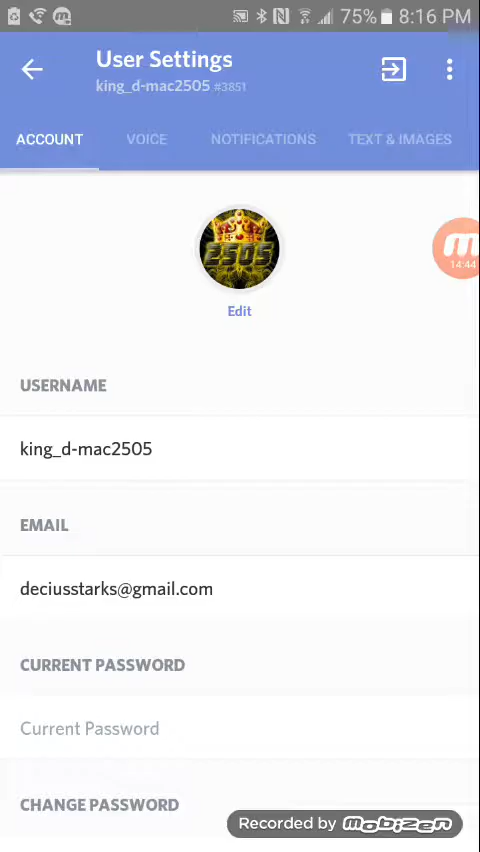 75% 8:16 PM
User Settings
king_d-mac2505 #3851
ACCOUNT VOICE NOTIFICATIONS TEXT & IMAGES
2505
14:44
Edit
USERNAME
king_d-mac2505
EMAIL
deciusstarks@gmail.com
CURRENT PASSWORD
Current Password
CHANGE PASSWORD
Recorded by mobizen